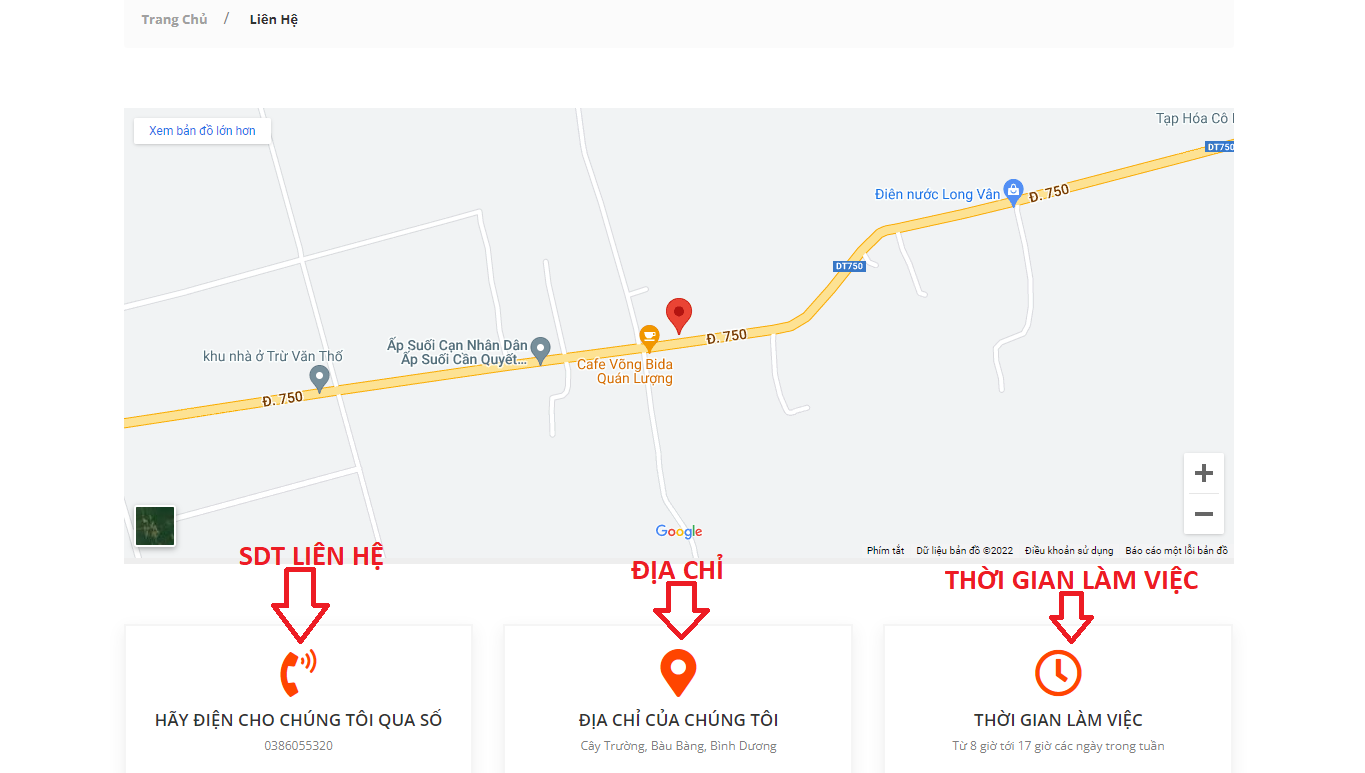 Trang Chủ / Liên Hệ
Xem bản đồ lớn hơn
Tạp Hóa Cô
DT750
Điện nước Long Vân
Đ. 750
DT750
Đ. 750
Ấp Suối Cạn Nhân Dân
Ấp Suối Cần Quyết...
khu nhà ở Trừ Văn Thố
Cafe Võng Bida
Quán Lượng
Đ. 750
Google
Phím tắt Dữ liệu bản đồ ©2022 Điều khoản sử dụng Báo cáo một lỗi bản đồ
SDT LIÊN HỆ
ĐỊA CHỈ
THỜI GIAN LÀM VIỆC
HÃY ĐIỆN CHO CHÚNG TÔI QUA SỐ
0386055320
ĐỊA CHỈ CỦA CHÚNG TÔI
Cây Trường, Bàu Bàng, Bình Dương
THỜI GIAN LÀM VIỆC
Từ 8 giờ tới 17 giờ các ngày trong tuần